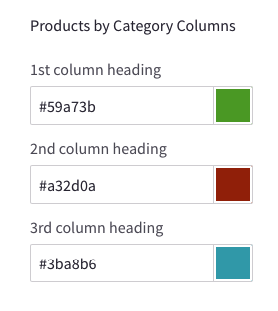 Products by Category Columns
1st column heading
#59a73b
2nd column heading
#a32d0a
3rd column heading
#3ba8b6